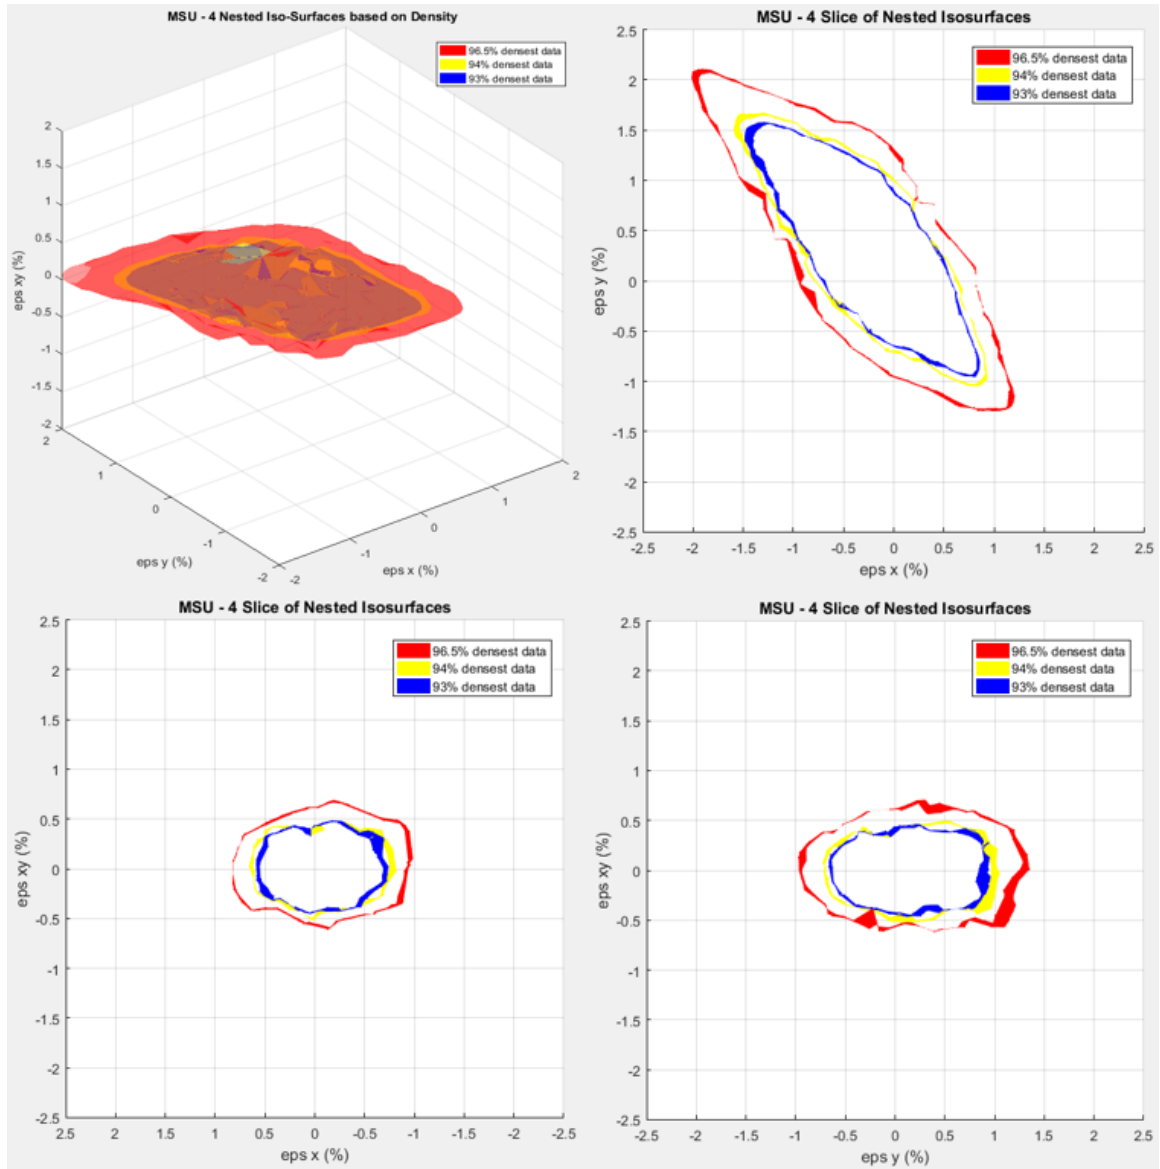 MSU - 4 Nested Iso-Surfaces based on Density
96.5% densest data
94% densest data
93% densest data
2
1.5
1
0.5
0
-0.5
-1
-1.5
-2
eps xy (%)
2
1
0
-1
-2
eps y (%)
-2
-1
0
1
2
eps x (%)
MSU - 4 Slice of Nested Isosurfaces
96.5% densest data
94% densest data
93% densest data
2.5
2
1.5
1
0.5
0
-0.5
-1
-1.5
-2
-2.5
eps y (%)
-2.5 -2 -1.5 -1 -0.5 0 0.5 1 1.5 2 2.5
eps x (%)
MSU - 4 Slice of Nested Isosurfaces
96.5% densest data
94% densest data
93% densest data
2.5
2
1.5
1
0.5
0
-0.5
-1
-1.5
-2
-2.5
eps xy (%)
2.5 2 1.5 1 0.5 0 -0.5 -1 -1.5 -2 -2.5
eps x (%)
MSU - 4 Slice of Nested Isosurfaces
96.5% densest data
94% densest data
93% densest data
2.5
2
1.5
1
0.5
0
-0.5
-1
-1.5
-2
-2.5
eps xy (%)
-2.5 -2 -1.5 -1 -0.5 0 0.5 1 1.5 2 2.5
eps y (%)